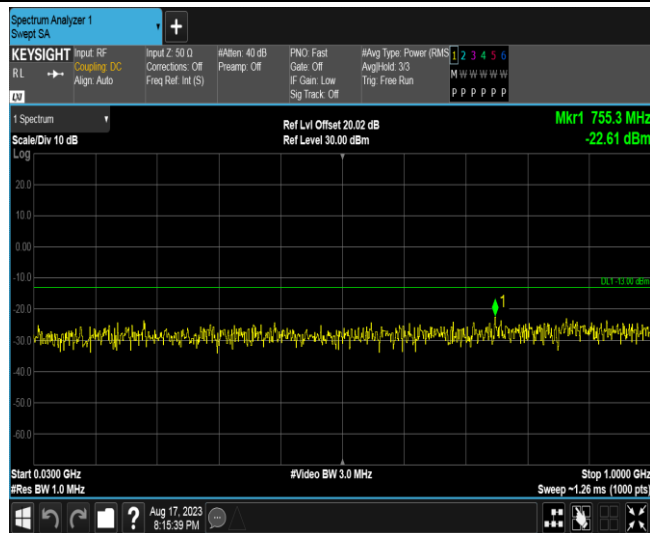 Spectrum Analyzer 1
Swept SA
KEYSIGHT
RL
LXI
Input: RF
Coupling: DC
Align: Auto
Input Z: 50 Ω
Corrections: Off
Freq Ref: Int (S)
#Atten: 40 dB
Preamp: Off
PNO: Fast
Gate: Off
IF Gain: Low
Sig Track: Off
#Avg Type: Power (RMS
Avg|Hold: 3/3
Trig: Free Run
1 2 3 4 5 6
M W W W W W
P P P P P P
1 Spectrum
Scale/Div 10 dB
Log
Ref Lvl Offset 20.02 dB
Ref Level 30.00 dBm
Mkr1 755.3 MHz
-22.61 dBm
20.0
10.0
0.00
-10.0
DL1 -13.00 dBm
-20.0
1
-30.0
-40.0
-50.0
-60.0
Start 0.0300 GHz
#Res BW 1.0 MHz
#Video BW 3.0 MHz
Stop 1.0000 GHz
Sweep ~1.26 ms (1000 pts)
?
Aug 17, 2023
8:15:39 PM